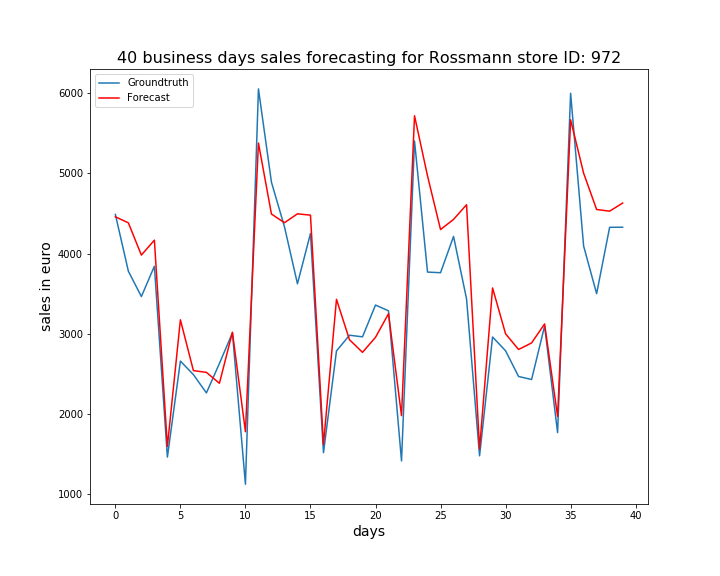 40 business days sales forecasting for Rossmann store ID: 972
Groundtruth
Forecast
6000
5000
4000
3000
2000
1000
sales in euro
0 5 10 15 20 25 30 35 40
days